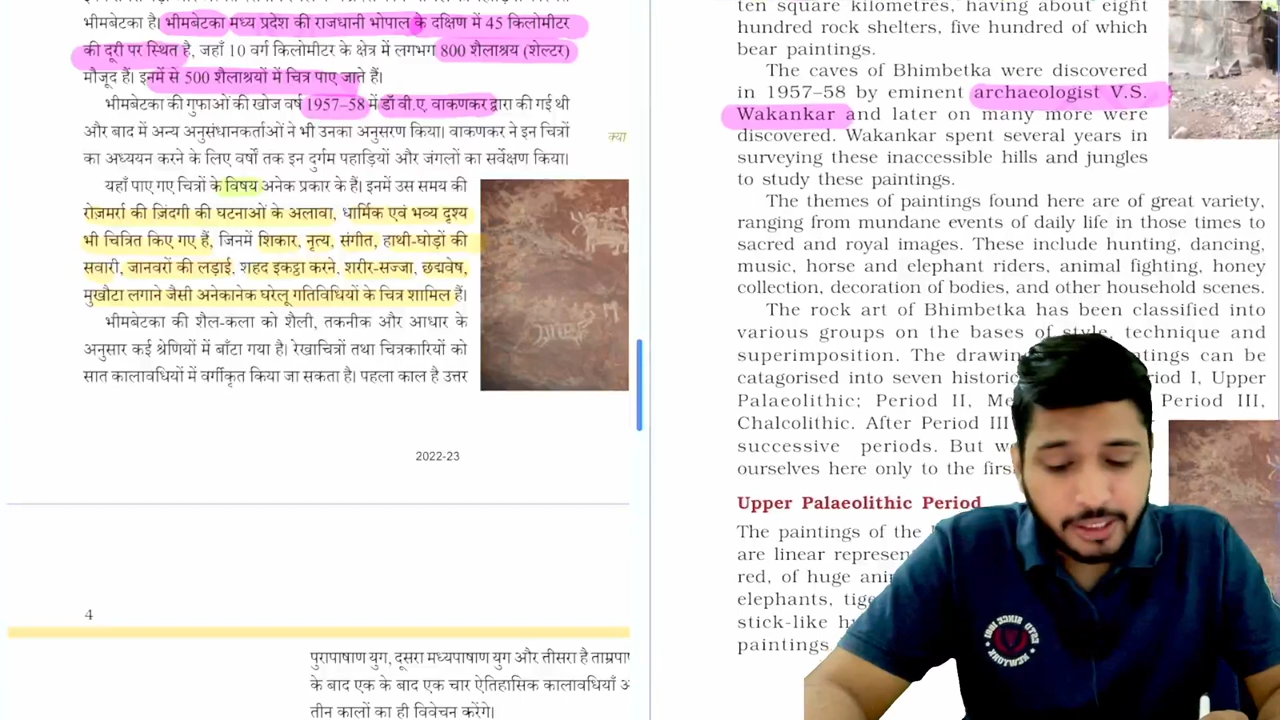 भीमबेटका है। भीमबेटका मध्य प्रदेश की राजधानी भोपाल के दक्षिण में 45 किलोमीटर
की दूरी पर स्थित है, जहाँ 10 वर्ग किलोमीटर के क्षेत्र में लगभग 800 शैलाश्रय (शेल्टर)
मौजूद हैं। इनमें से 500 शैलाश्रयों में चित्र पाए जाते हैं।
भीमबेटका की गुफाओं की खोज वर्ष 1957–58 में डॉ वी.ए. वाकणकर द्वारा की गई थी
और बाद में अन्य अनुसंधानकर्ताओं ने भी उनका अनुसरण किया। वाकणकर ने इन चित्रों
का अध्ययन करने के लिए वर्षों तक इन दुर्गम पहाड़ियों और जंगलों का सर्वेक्षण किया।
क्या
यहाँ पाए गए चित्रों के विषय अनेक प्रकार के हैं। इनमें उस समय की
रोज़मर्रा की ज़िंदगी की घटनाओं के अलावा, धार्मिक एवं भव्य दृश्य
भी चित्रित किए गए हैं, जिनमें शिकार, नृत्य, संगीत, हाथी-घोड़ों की
सवारी, जानवरों की लड़ाई, शहद इकट्ठा करने, शरीर-सज्जा, छद्मवेष,
मुखौटा लगाने जैसी अनेकानेक घरेलू गतिविधियों के चित्र शामिल हैं।
भीमबेटका की शैल-कला को शैली, तकनीक और आधार के
अनुसार कई श्रेणियों में बाँटा गया है। रेखाचित्रों तथा चित्रकारियों को
सात कालावधियों में वर्गीकृत किया जा सकता है। पहला काल है उत्तर
2022-23
4
पुरापाषाण युग, दूसरा मध्यपाषाण युग और तीसरा है
के बाद एक के बाद एक चार ऐतिहासिक कालावधियाँ
तीन कालों का ही विवेचन करेंगे।
ten square kilometres, having about eight
hundred rock shelters, five hundred of which
bear paintings.
The caves of Bhimbetka were discovered
in 1957–58 by eminent archaeologist V.S.
Wakankar and later on many more were
discovered. Wakankar spent several years in
surveying these inaccessible hills and jungles
to study these paintings.
The themes of paintings found here are of great variety,
ranging from mundane events of daily life in those times to
sacred and royal images. These include hunting, dancing,
music, horse and elephant riders, animal fighting, honey
collection, decoration of bodies, and other household scenes.
The rock art of Bhimbetka has been classified into
various groups on the bases of style, technique and
superimposition. The can be
catagorised into seven I, Upper
Palaeolithic; Period II, Period III,
Chalcolithic. After Period III
successive periods. But
ourselves here only to the
Upper Palaeolithic Period
The paintings of the
are linear
red, of huge
elephants,
stick-like
paintings